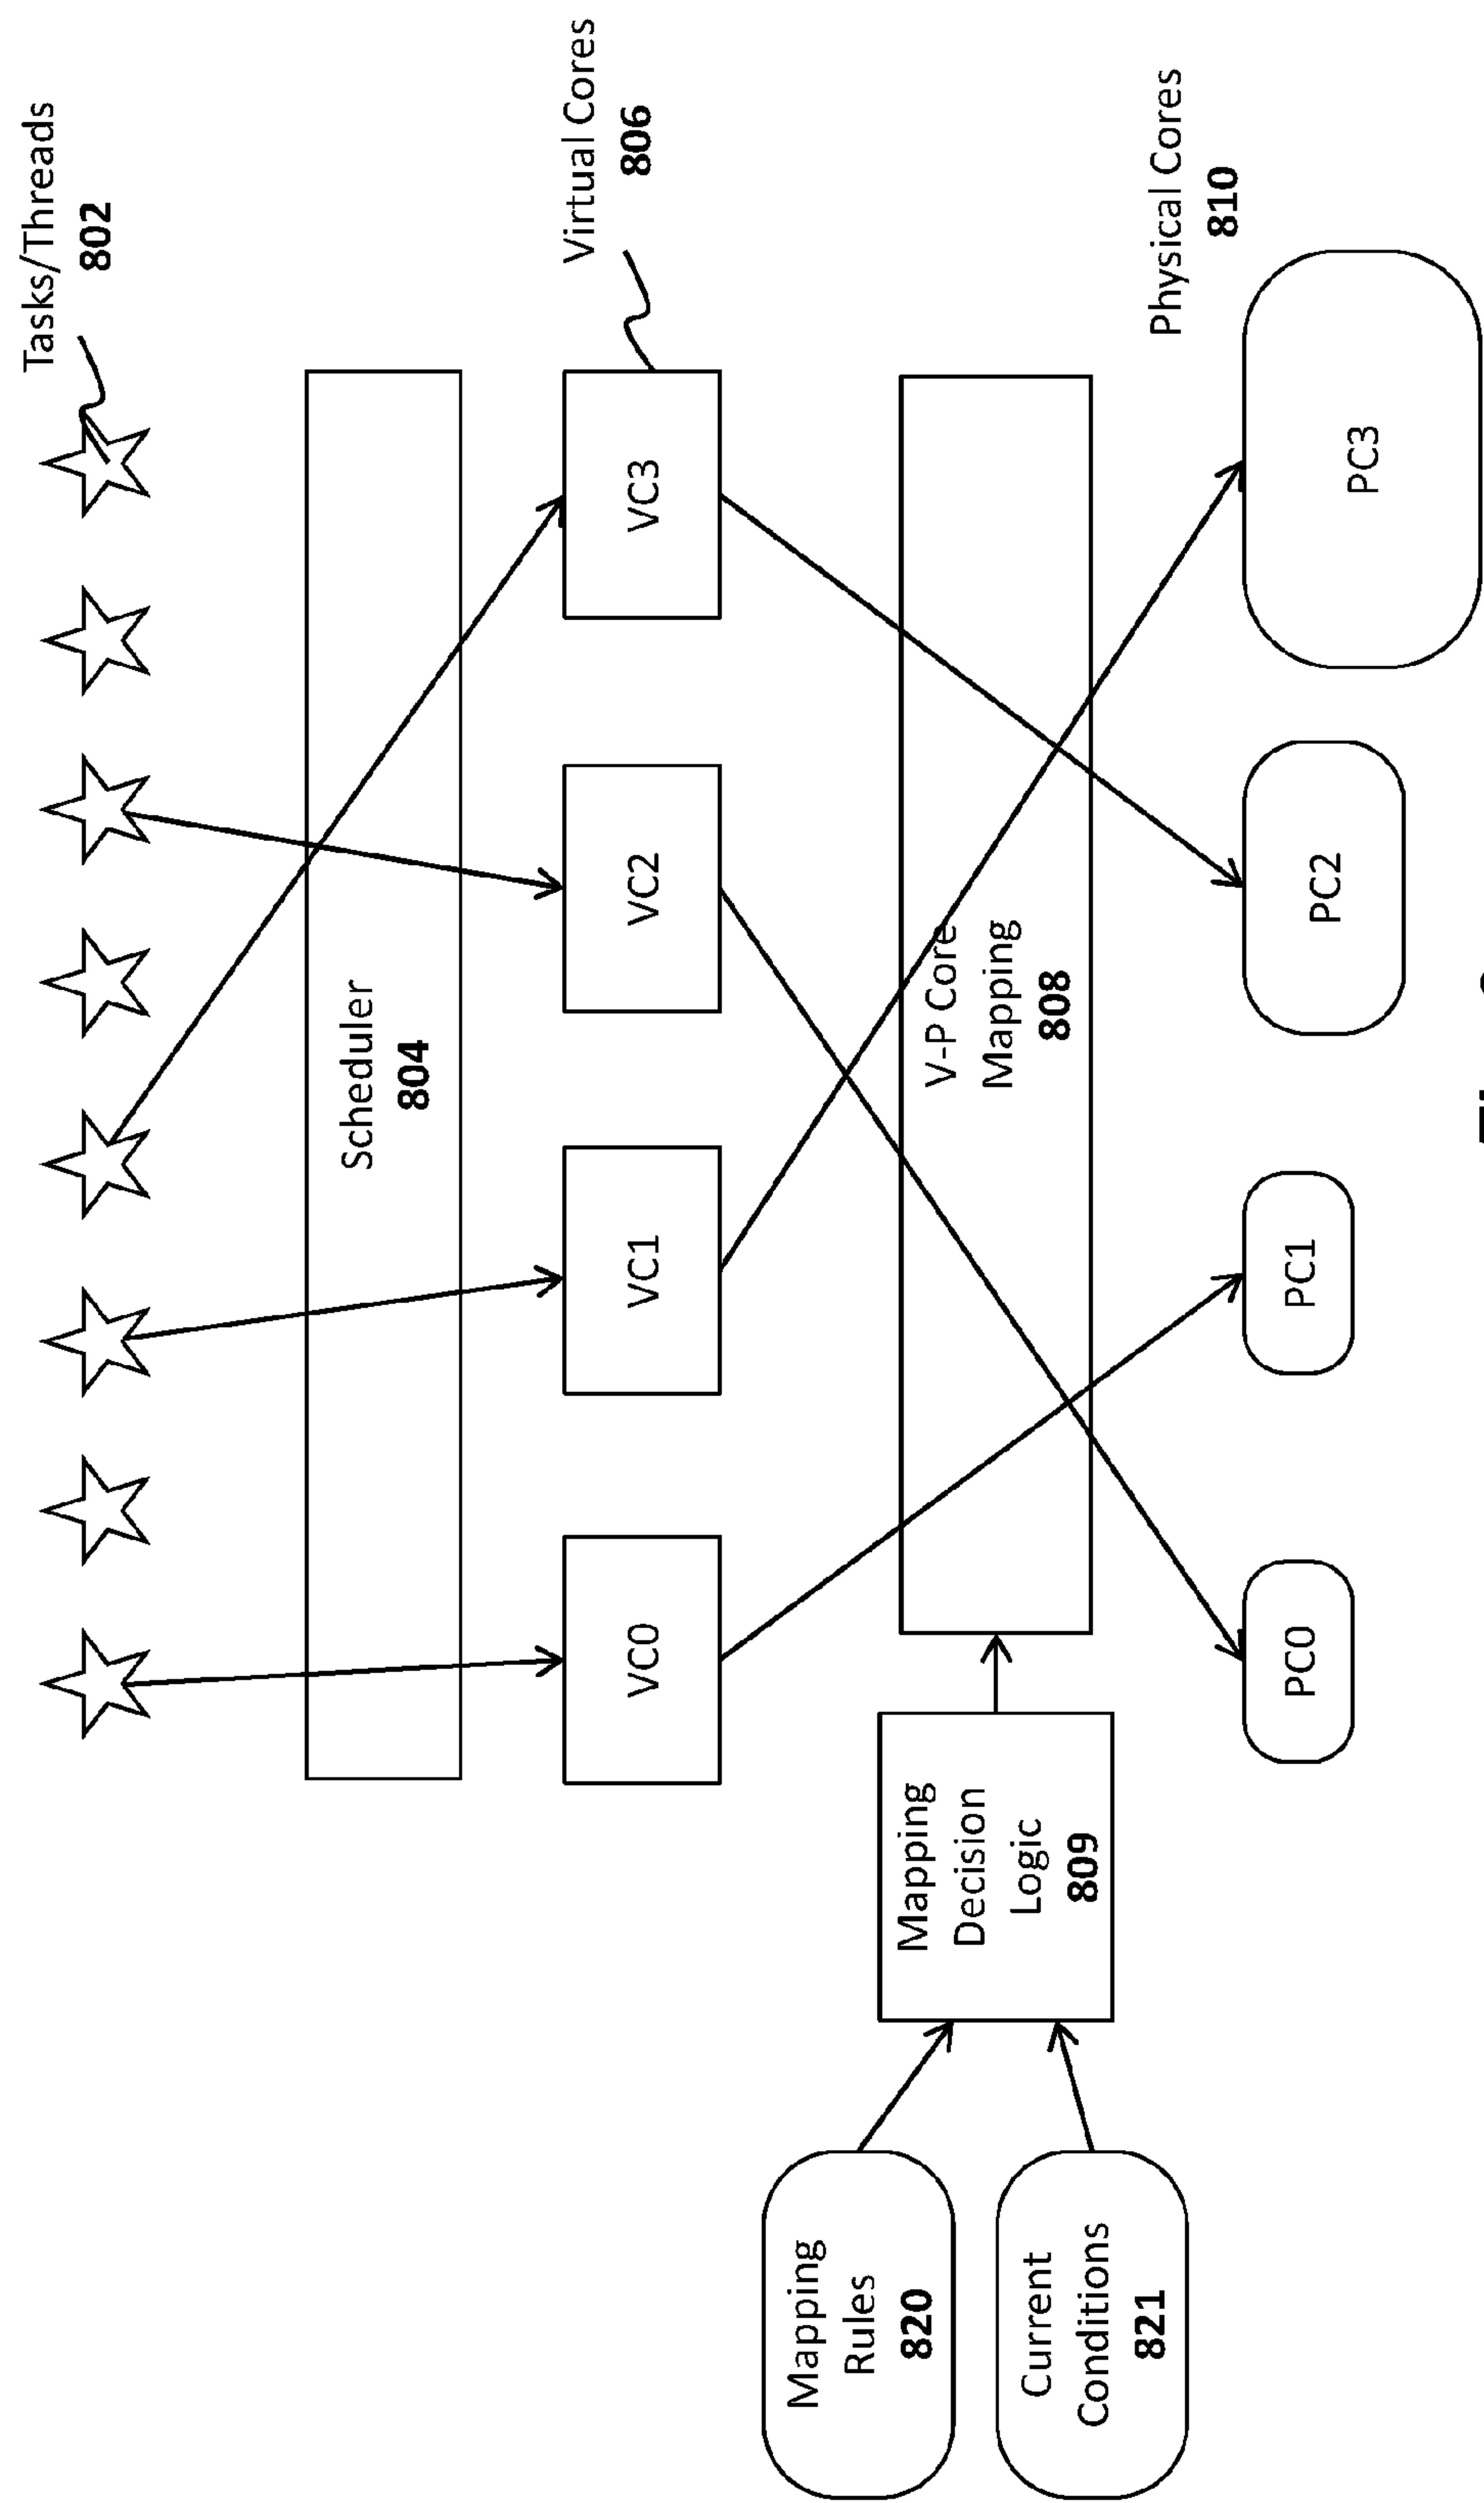 Tasks/Threads
802
Scheduler
804
Virtual Cores
806
VC0
VC1
VC2
VC3
Mapping
Rules
820
Current
Conditions
821
Mapping
Decision
Logic
809
V-P Core
Mapping
808
Physical Cores
810
PC0
PC1
PC2
PC3